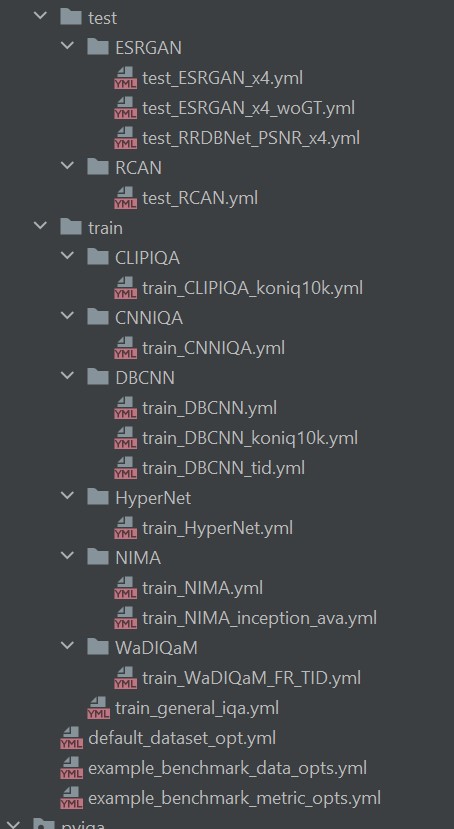 test
ESRGAN
YML test_ESRGAN_x4.yml
YML test_ESRGAN_x4_woGT.yml
YML test_RRDBNet_PSNR_x4.yml
RCAN
YML test_RCAN.yml
train
CLIPIQA
YML train_CLIPIQA_koniq10k.yml
CNNIQA
YML train_CNNIQA.yml
DBCNN
YML train_DBCNN.yml
YML train_DBCNN_koniq10k.yml
YML train_DBCNN_tid.yml
HyperNet
YML train_HyperNet.yml
NIMA
YML train_NIMA.yml
YML train_NIMA_inception_ava.yml
WaDIQaM
YML train_WaDIQaM_FR_TID.yml
YML train_general_iqa.yml
YML default_dataset_opt.yml
YML example_benchmark_data_opts.yml
YML example_benchmark_metric_opts.yml